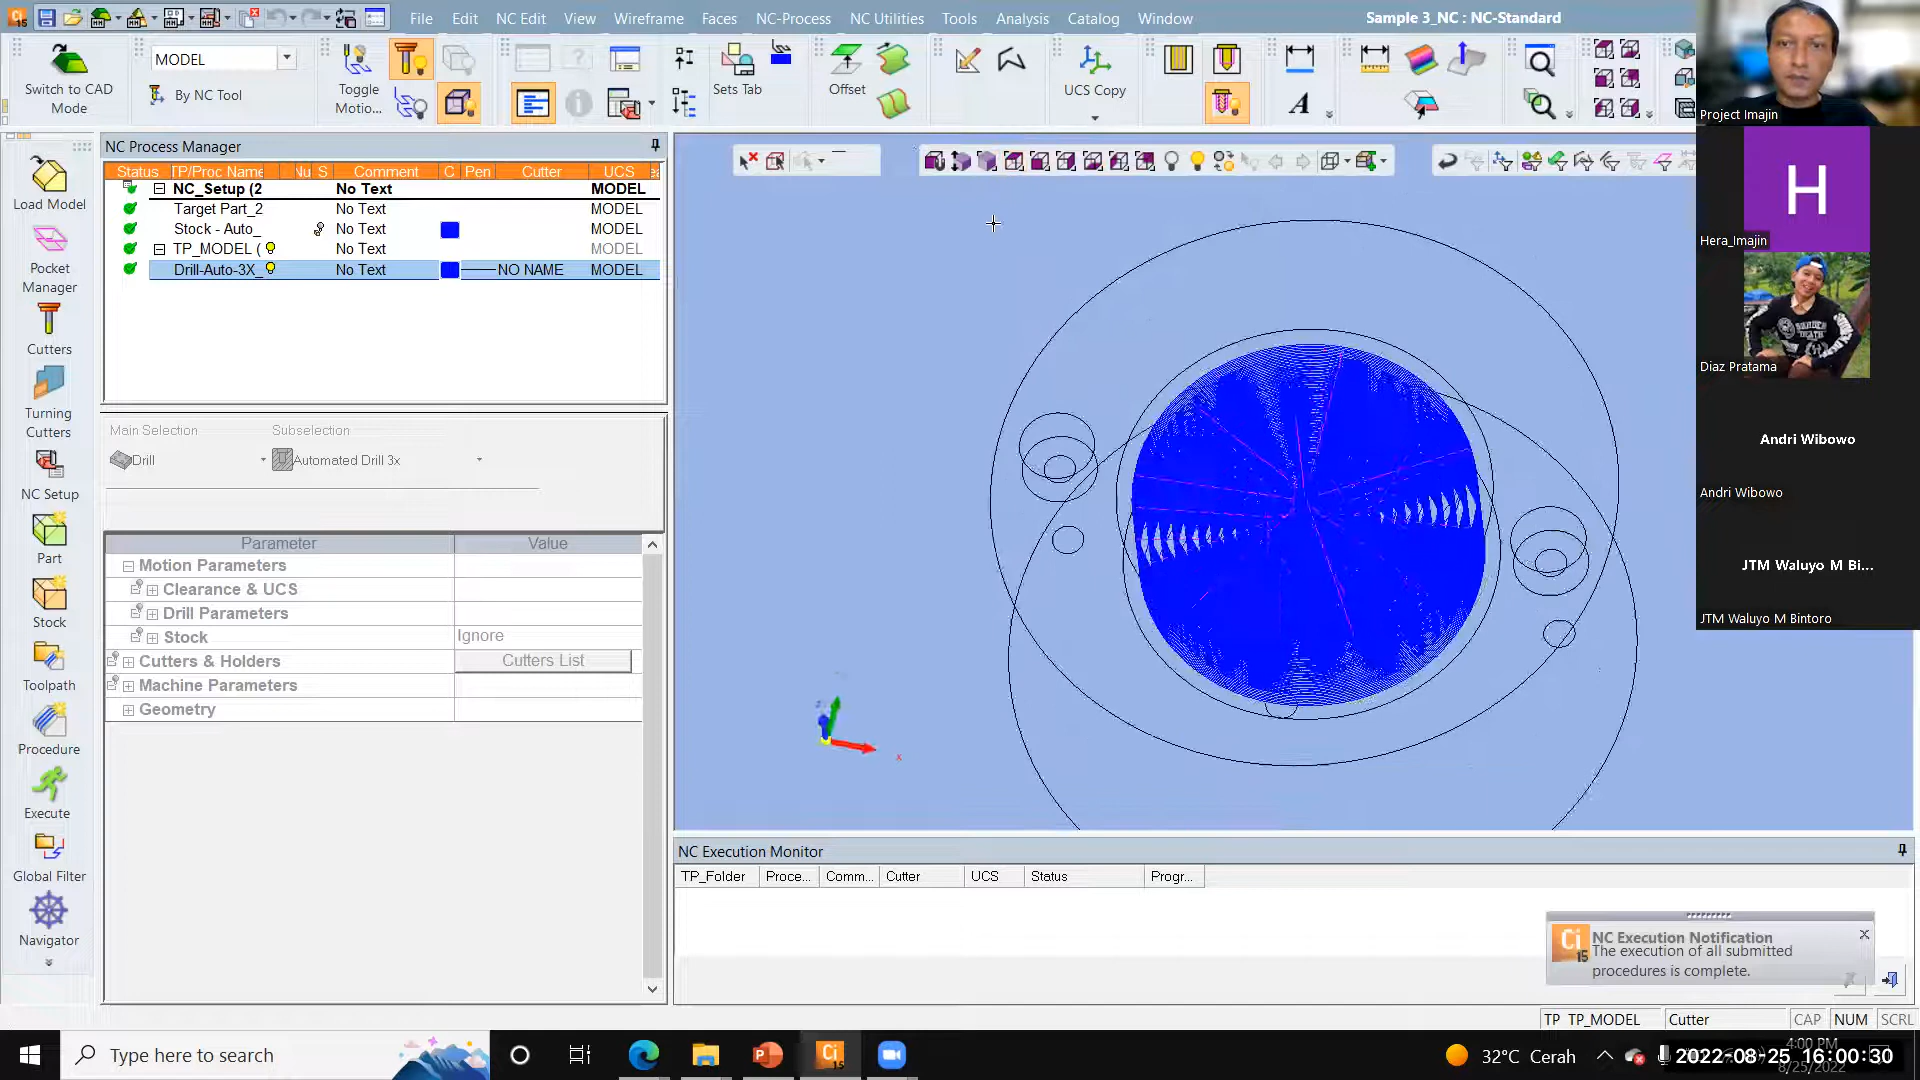 File Edit NC Edit View Wireframe Faces NC-Process NC Utilities Tools Analysis Catalog Window Sample 3_NC : NC-Standard
Switch to CAD Mode
MODEL
By NC Tool
Toggle Motio...
Sets Tab
Offset
UCS Copy
Project Imajin
H
Hera_Imajin
Diaz Pratama
Andri Wibowo
Andri Wibowo
JTM Waluyo M Bi...
JTM Waluyo M Bintoro
Load Model
Pocket Manager
Cutters
Turning Cutters
NC Setup
Part
Stock
Toolpath
Procedure
Execute
Global Filter
Navigator
NC Process Manager
Status TP/Proc Name S Comment C Pen Cutter UCS
NC_Setup (2 No Text MODEL
Target Part_2 No Text MODEL
Stock - Auto_ No Text MODEL
TP_MODEL ( No Text MODEL
Drill-Auto-3X_ No Text NO NAME MODEL
Main Selection Subselection
Drill Automated Drill 3x
Parameter Value
Motion Parameters
Clearance & UCS
Drill Parameters
Stock Ignore
Cutters & Holders Cutters List
Machine Parameters
Geometry
x
NC Execution Monitor
TP_Folder Proce... Comm... Cutter UCS Status Progr...
Ci 15
NC Execution Notification
The execution of all submitted
procedures is complete.
TP TP_MODEL Cutter CAP NUM SCRL
Type here to search
32°C Cerah
4:00 PM
8/25/2022
2022-08-25 16:00:30